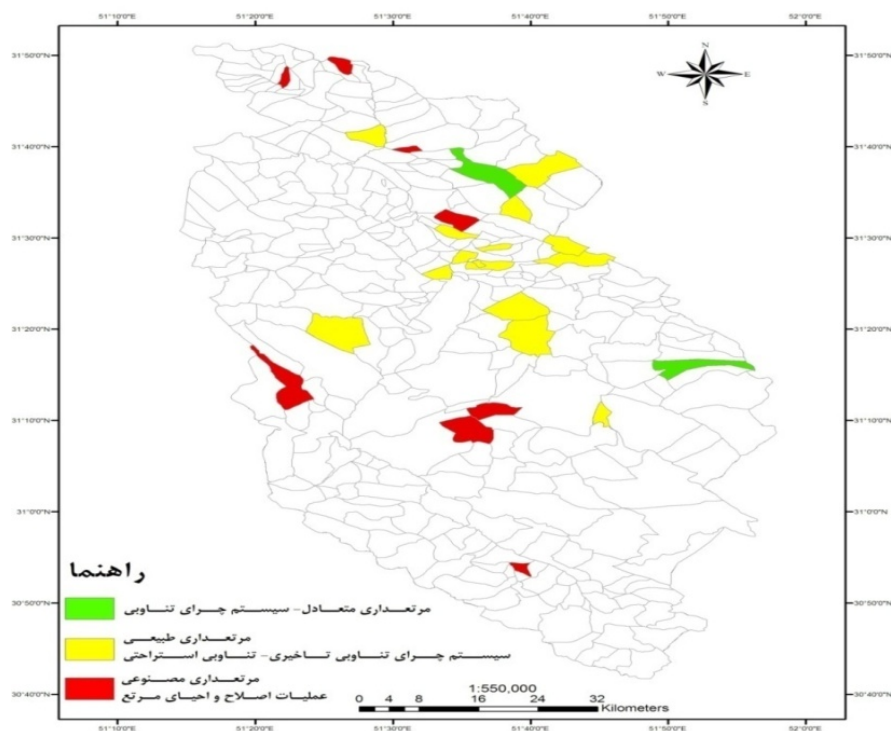 51°10'0"E 51°20'0"E 51°30'0"E 51°40'0"E 51°50'0"E 52°0'0"E
N
W E
S
31°50'0"N 31°50'0"N
31°40'0"N 31°40'0"N
31°30'0"N 31°30'0"N
31°20'0"N 31°20'0"N
31°10'0"N 31°10'0"N
31°0'0"N 31°0'0"N
راهنما
مرتعداری متعادل- سیستم چرای تناوبی
30°50'0"N 30°50'0"N
مرتعداری طبیعی
سیستم چرای تناوبی تاخیری- تناوبی استراحتی
مرتعداری مصنوعی
عملیات اصلاح و احیای مرتع
30°40'0"N 30°40'0"N
1:550,000
0 2 4 8 16 24 32
Kilometers
51°10'0"E 51°20'0"E 51°30'0"E 51°40'0"E 51°50'0"E 52°0'0"E